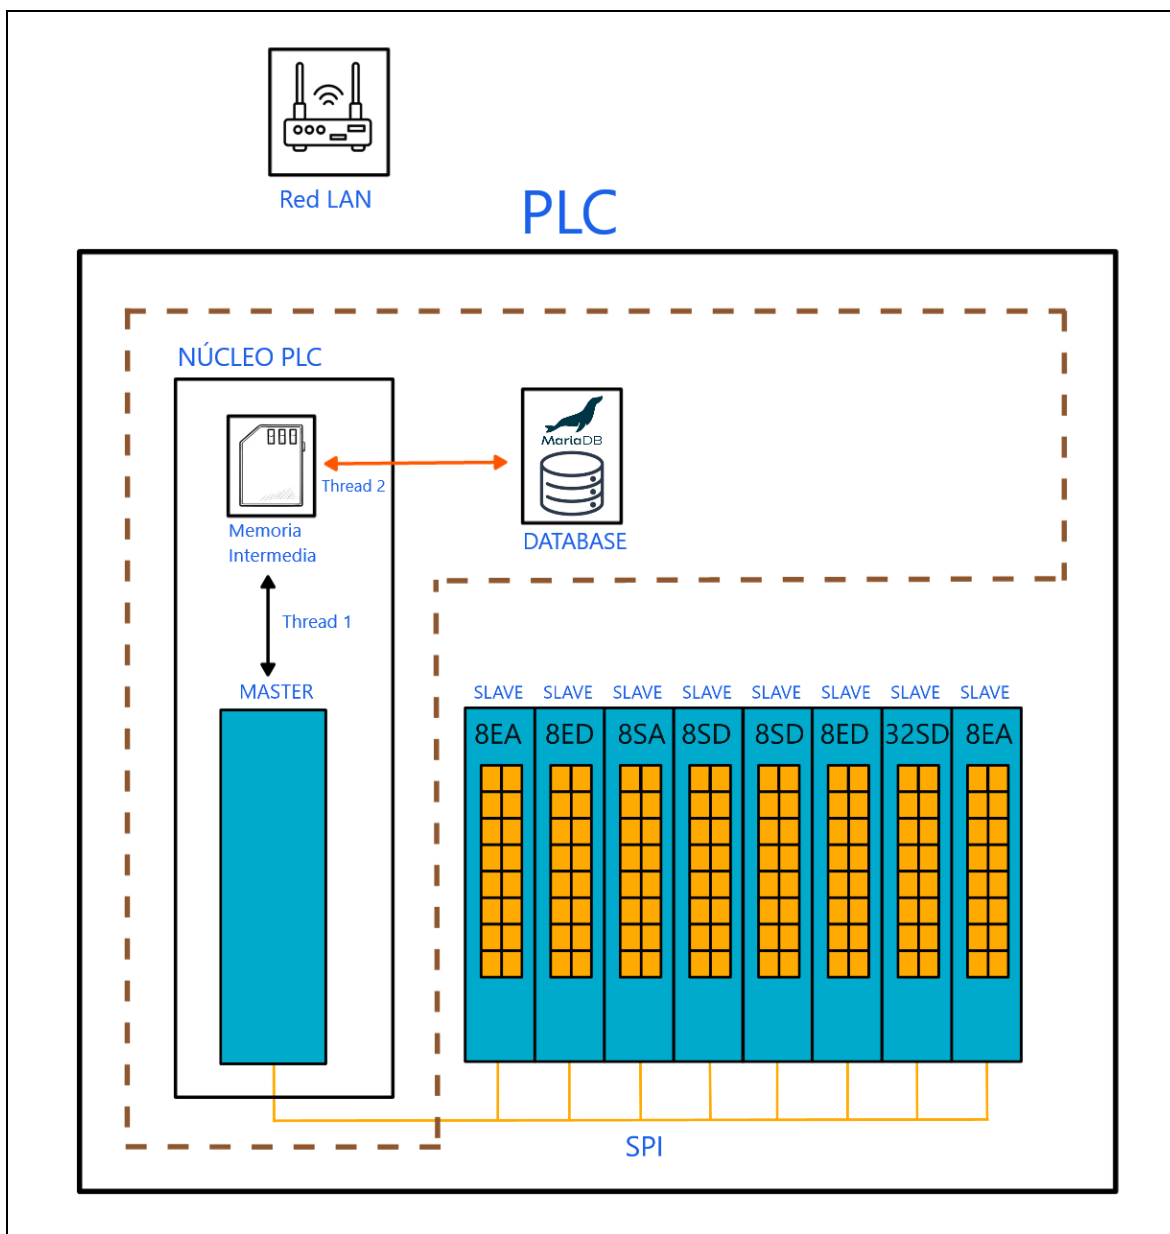 Red LAN
PLC
NÚCLEO PLC
MariaDB
Thread 2
DATABASE
Memoria
Intermedia
Thread 1
MASTER
SLAVE SLAVE SLAVE SLAVE SLAVE SLAVE SLAVE SLAVE
8EA 8ED 8SA 8SD 8SD 8ED 32SD 8EA
SPI